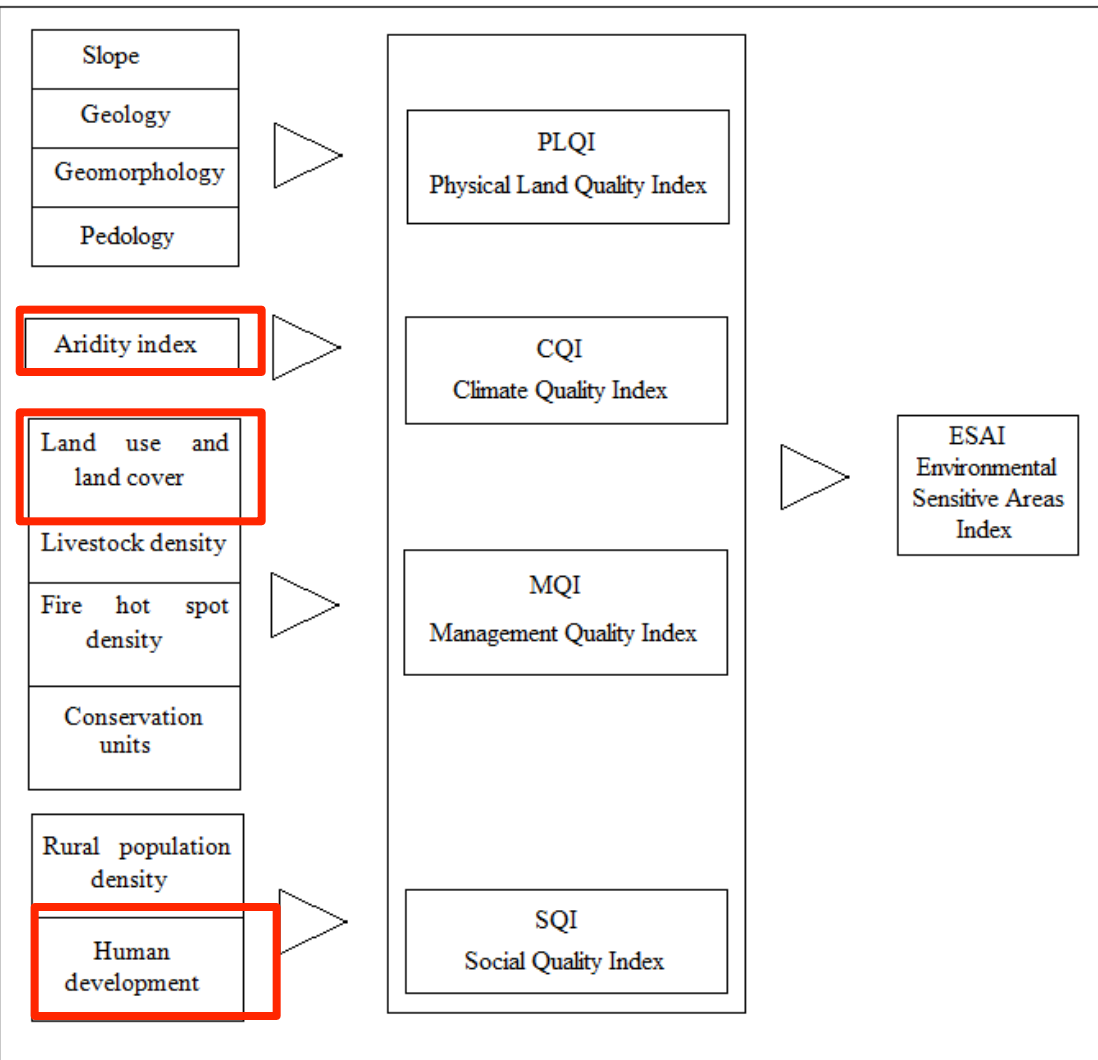 Slope
Geology
Geomorphology
Pedology
PLQI
Physical Land Quality Index
Aridity index
CQI
Climate Quality Index
Land use and
land cover
Livestock density
Fire hot spot
density
Conservation
units
MQI
Management Quality Index
Rural population
density
Human
development
SQI
Social Quality Index
ESAI
Environmental
Sensitive Areas
Index